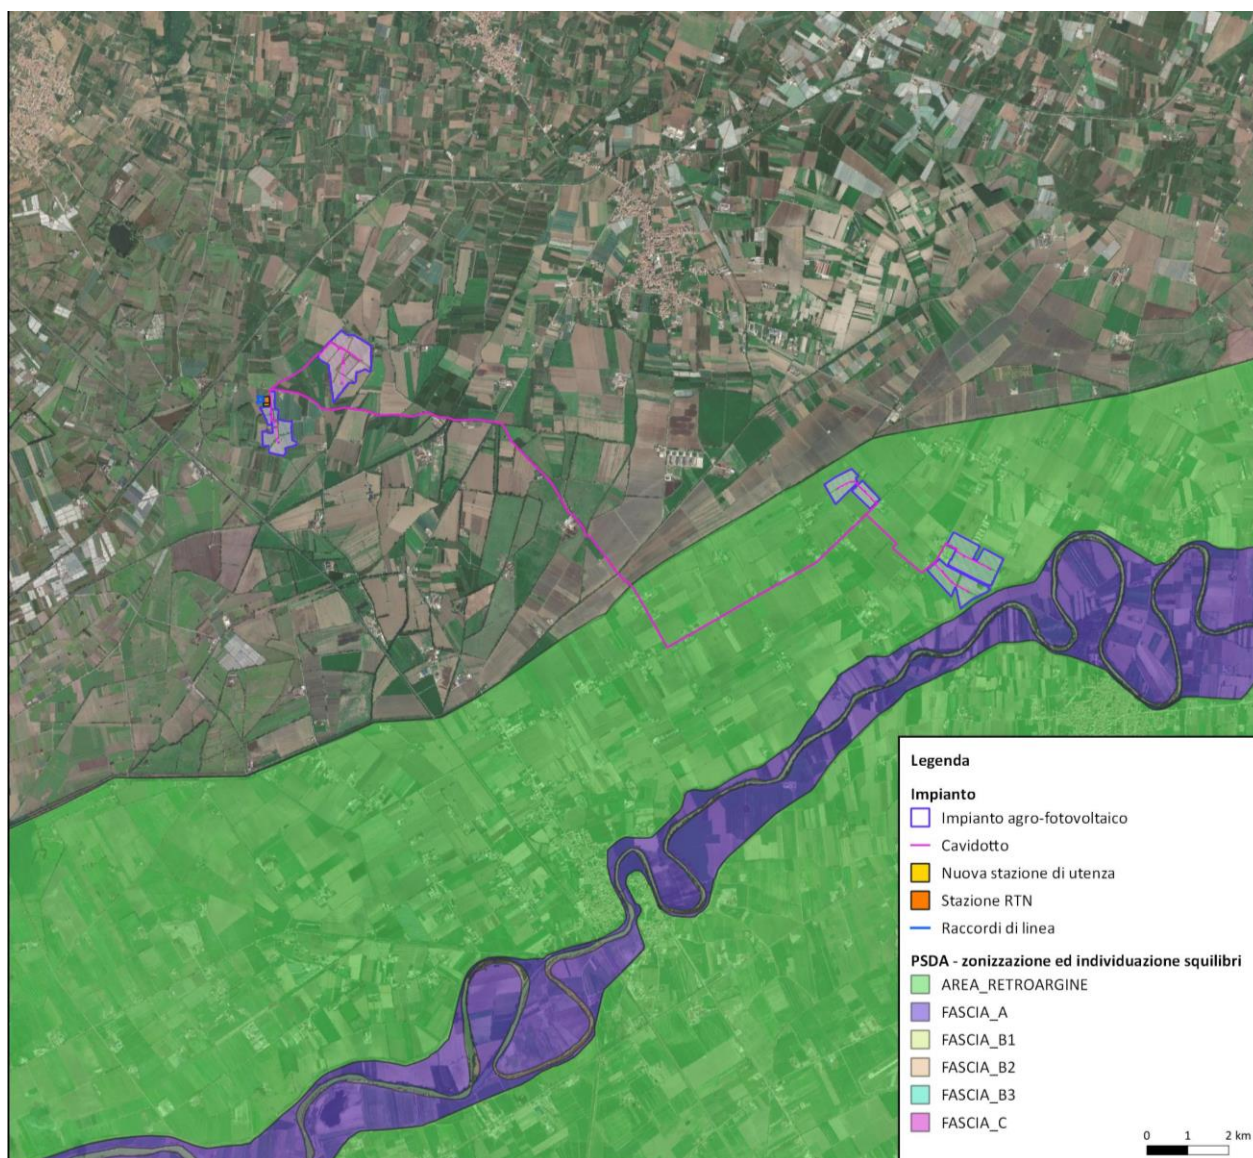 Legenda
Impianto
Impianto agro-fotovoltaico
Cavidotto
Nuova stazione di utenza
Stazione RTN
Raccordi di linea
PSDA - zonizzazione ed individuazione squilibri
AREA_RETROARGINE
FASCIA_A
FASCIA_B1
FASCIA_B2
FASCIA_B3
FASCIA_C
0 1 2 km